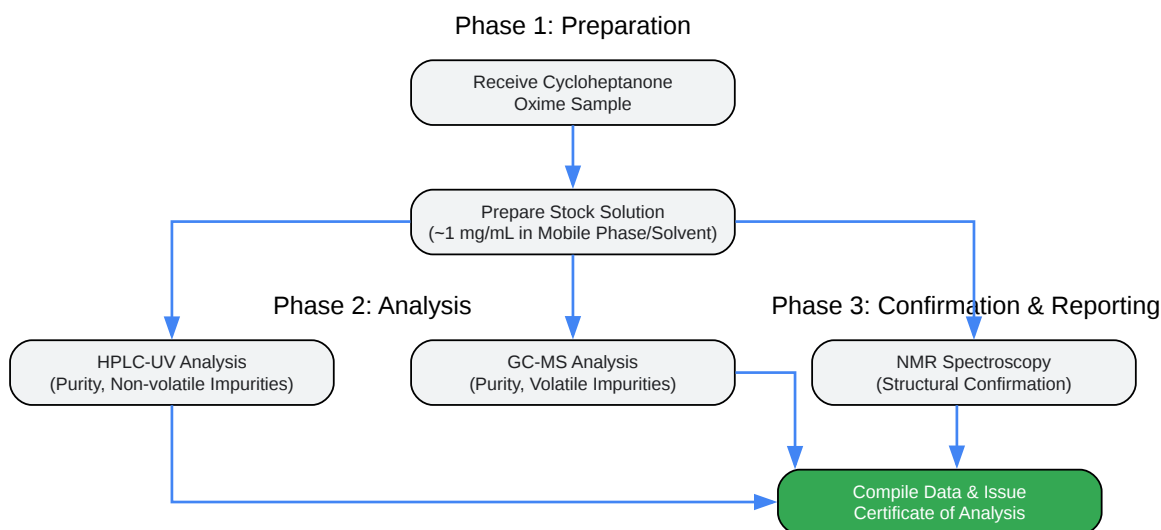 Phase 1: Preparation
Receive Cycloheptanone
Oxime Sample
Prepare Stock Solution
(~1 mg/mL in Mobile Phase/Solvent)
Phase 2: Analysis
Phase 3: Confirmation & Reporting
HPLC-UV Analysis
(Purity, Non-volatile Impurities)
GC-MS Analysis
(Purity, Volatile Impurities)
NMR Spectroscopy
(Structural Confirmation)
Compile Data & Issue
Certificate of Analysis